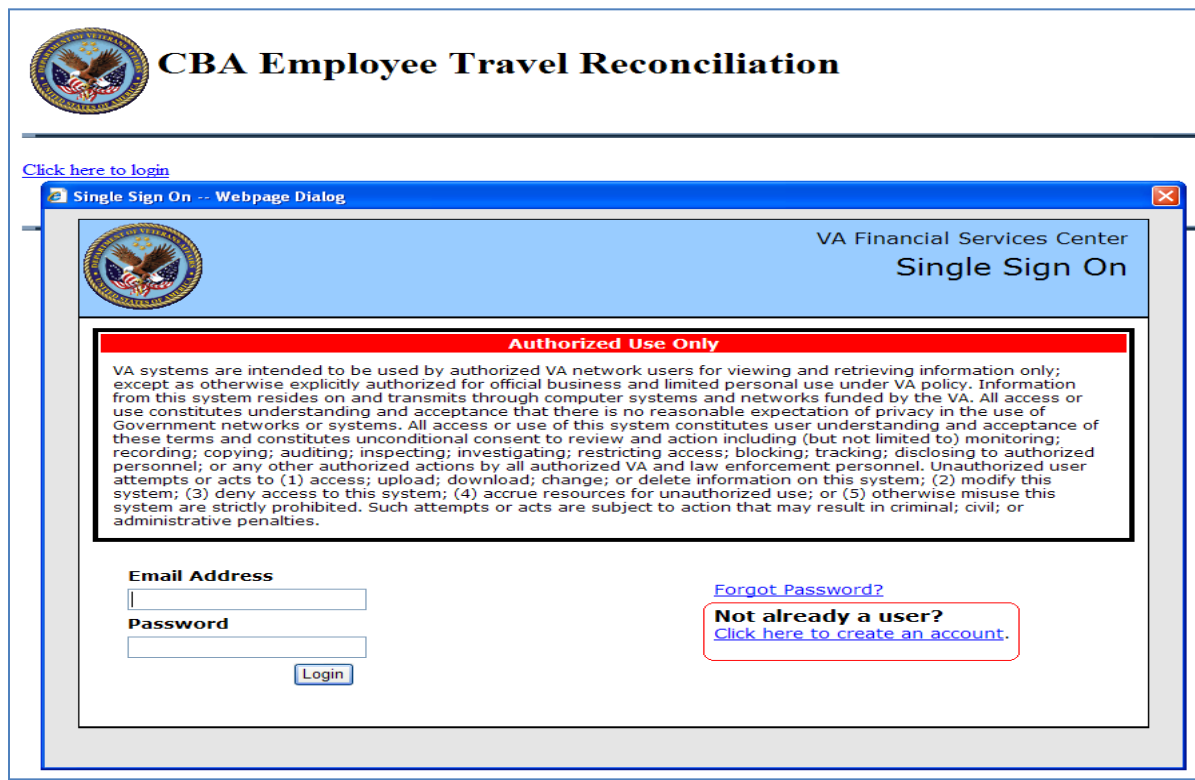 CBA Employee Travel Reconciliation
Click here to login
Single Sign On -- Webpage Dialog
VA Financial Services Center
Single Sign On
Authorized Use Only
VA systems are intended to be used by authorized VA network users for viewing and retrieving information only;
except as otherwise explicitly authorized for official business and limited personal use under VA policy. Information
from this system resides on and transmits through computer systems and networks funded by the VA. All access or
use constitutes understanding and acceptance that there is no reasonable expectation of privacy in the use of
Government networks or systems. All access or use of this system constitutes user understanding and acceptance of
these terms and constitutes unconditional consent to review and action including (but not limited to) monitoring;
recording; copying; auditing; inspecting; investigating; restricting access; blocking; tracking; disclosing to authorized
personnel; or any other authorized actions by all authorized VA and law enforcement personnel. Unauthorized user
attempts or acts to (1) access; upload; download; change; or delete information on this system; (2) modify this
system; (3) deny access to this system; (4) accrue resources for unauthorized use; or (5) otherwise misuse this
system are strictly prohibited. Such attempts or acts are subject to action that may result in criminal; civil; or
administrative penalties.
Email Address
Password
Login
Forgot Password?
Not already a user?
Click here to create an account.